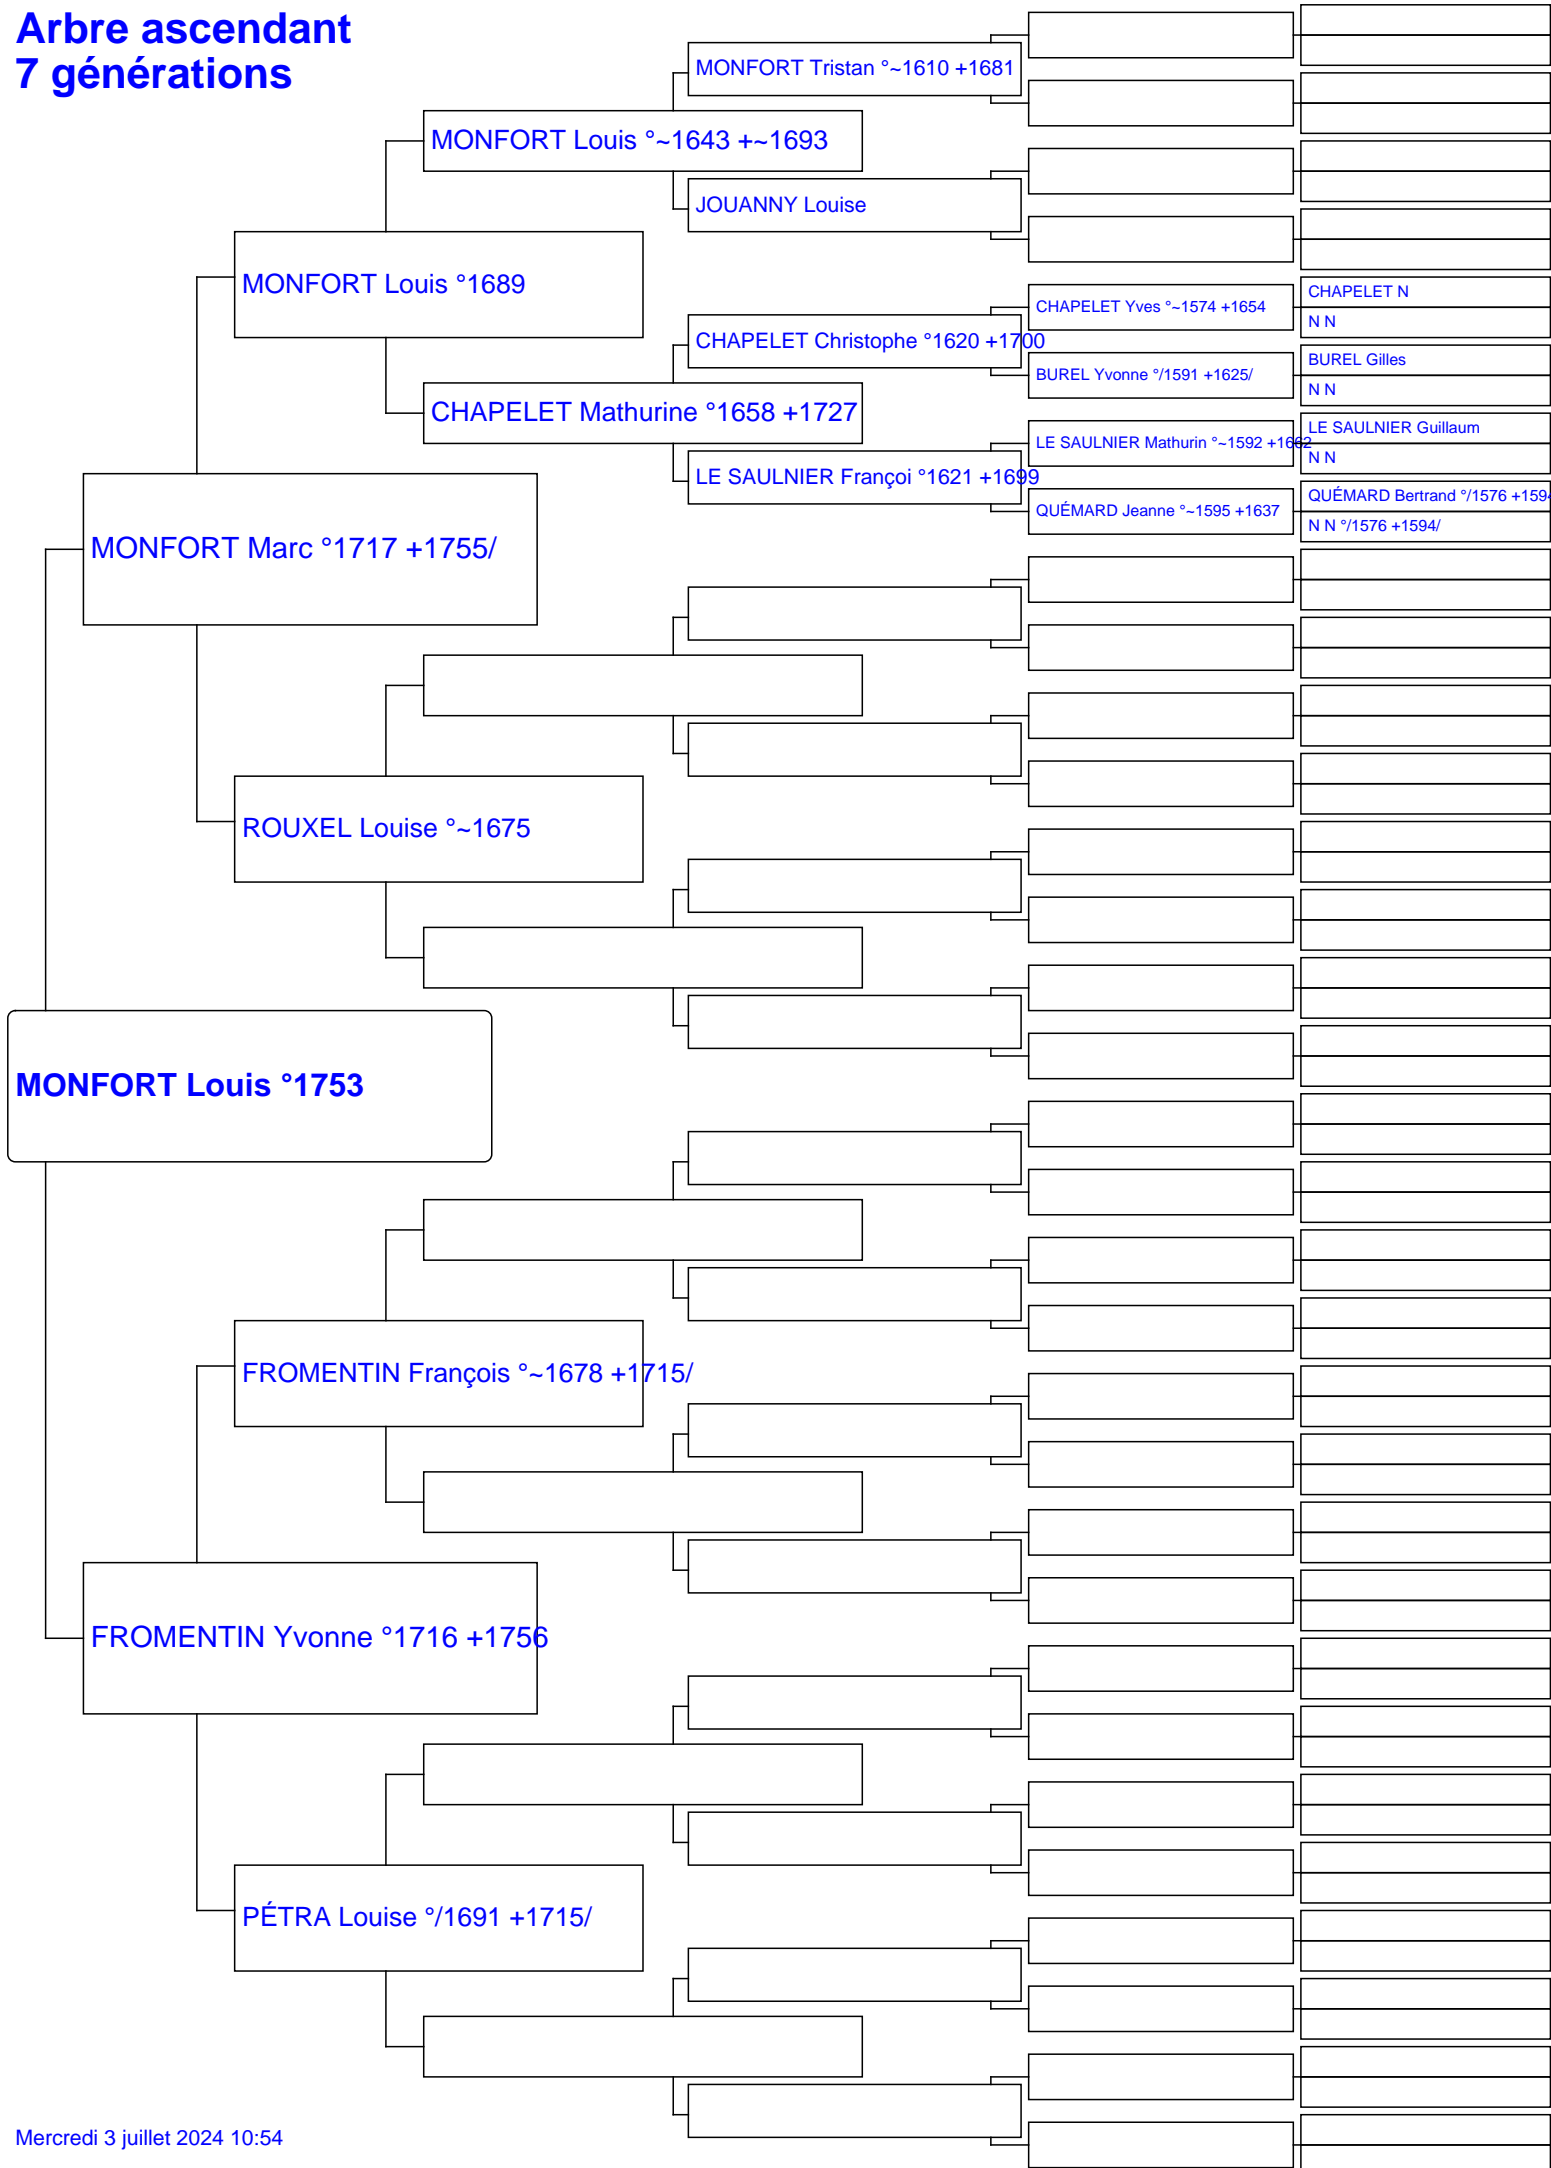 Arbre ascendant
7 générations
MONFORT Tristan °~1610 +1681
MONFORT Louis °~1643 +~1693
JOUANNY Louise
MONFORT Louis °1689
CHAPELET N
CHAPELET Yves °~1574 +1654
N N
CHAPELET Christophe °1620 +1700
BUREL Gilles
BUREL Yvonne °/1591 +1625/
N N
CHAPELET Mathurine °1658 +1727
LE SAULNIER Guillaum
LE SAULNIER Mathurin °~1592 +1662
N N
LE SAULNIER Françoi °1621 +1699
QUÉMARD Bertrand °/1576 +1594
QUÉMARD Jeanne °~1595 +1637
N N °/1576 +1594/
MONFORT Marc °1717 +1755/
ROUXEL Louise °~1675
MONFORT Louis °1753
FROMENTIN François °~1678 +1715/
FROMENTIN Yvonne °1716 +1756
PÉTRA Louise °/1691 +1715/
Mercredi 3 juillet 2024 10:54